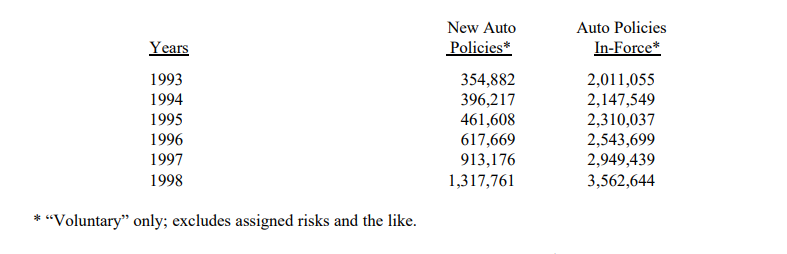 New Auto Auto Policies
Years Policies* In-Force*
1993 354,882 2,011,055
1994 396,217 2,147,549
1995 461,608 2,310,037
1996 617,669 2,543,699
1997 913,176 2,949,439
1998 1,317,761 3,562,644
* “Voluntary” only; excludes assigned risks and the like.